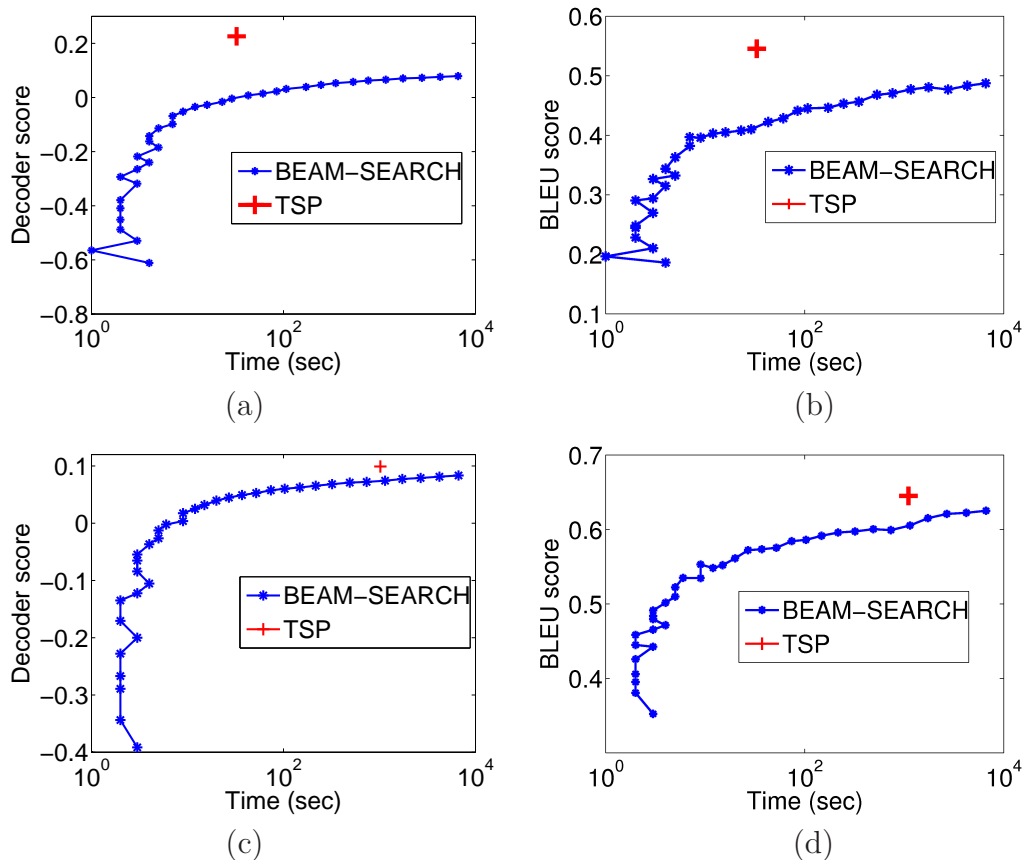 0.2
0
−0.2
−0.4
−0.6
−0.8
Decoder score
BEAM−SEARCH
TSP
10^0
10^2
10^4
Time (sec)
(a)
0.6
0.5
0.4
0.3
0.2
0.1
BLEU score
BEAM−SEARCH
TSP
10^0
10^2
10^4
Time (sec)
(b)
0.1
0
−0.1
−0.2
−0.3
−0.4
Decoder score
BEAM−SEARCH
TSP
10^0
10^2
10^4
Time (sec)
(c)
0.7
0.6
0.5
0.4
BLEU score
BEAM−SEARCH
TSP
10^0
10^2
10^4
Time (sec)
(d)